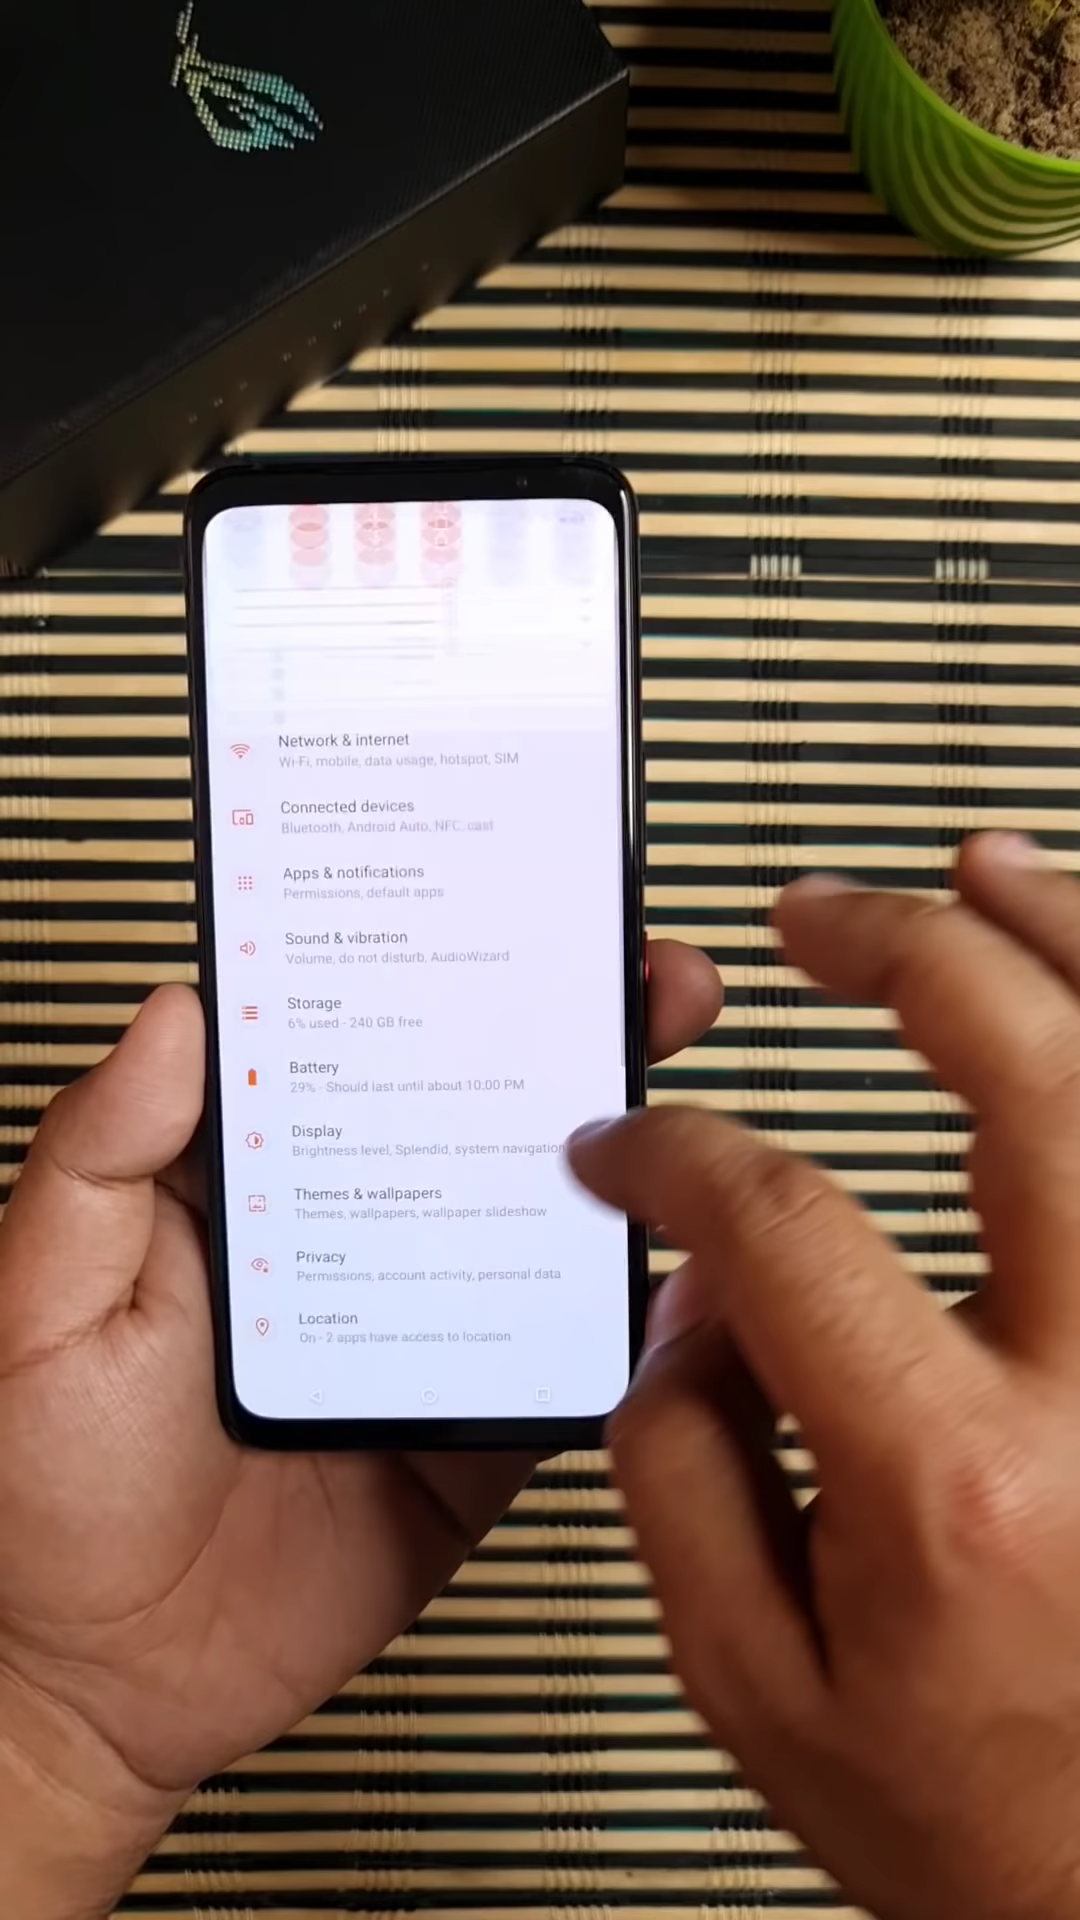 Network & internet
Wi-Fi, mobile, data usage, hotspot, SIM
Connected devices
Bluetooth, Android Auto, NFC, cast
Apps & notifications
Permissions, default apps
Sound & vibration
Volume, do not disturb, AudioWizard
Storage
6% used - 240 GB free
Battery
29% - Should last until about 10:00 PM
Display
Brightness level, Splendid, system navigation
Themes & wallpapers
Themes, wallpapers, wallpaper slideshow
Privacy
Permissions, account activity, personal data
Location
On - 2 apps have access to location